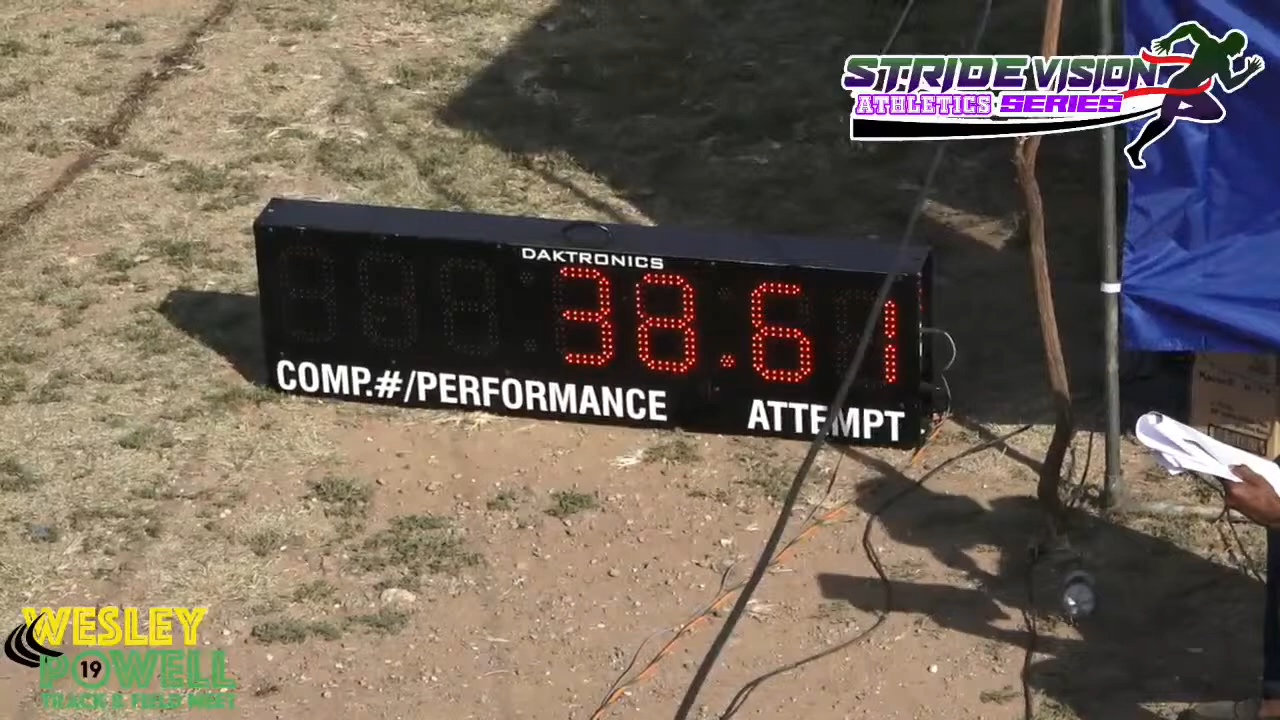 STRIDEVISION
ATHLETICS SERIES
DAKTRONICS
38.61
COMP.#/PERFORMANCE ATTEMPT
WESLEY
POWELL
19
TRACK & FIELD MEET